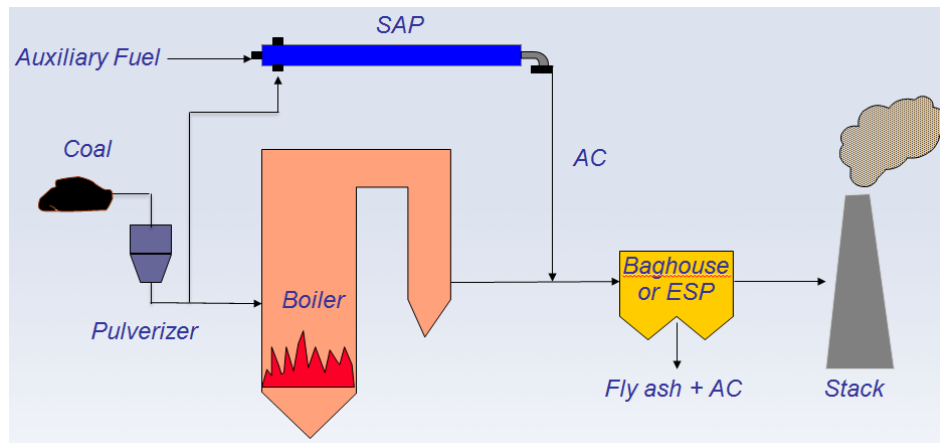 SAP
Auxiliary Fuel
Coal
AC
Boiler
Baghouse
or ESP
Pulverizer
Fly ash + AC
Stack